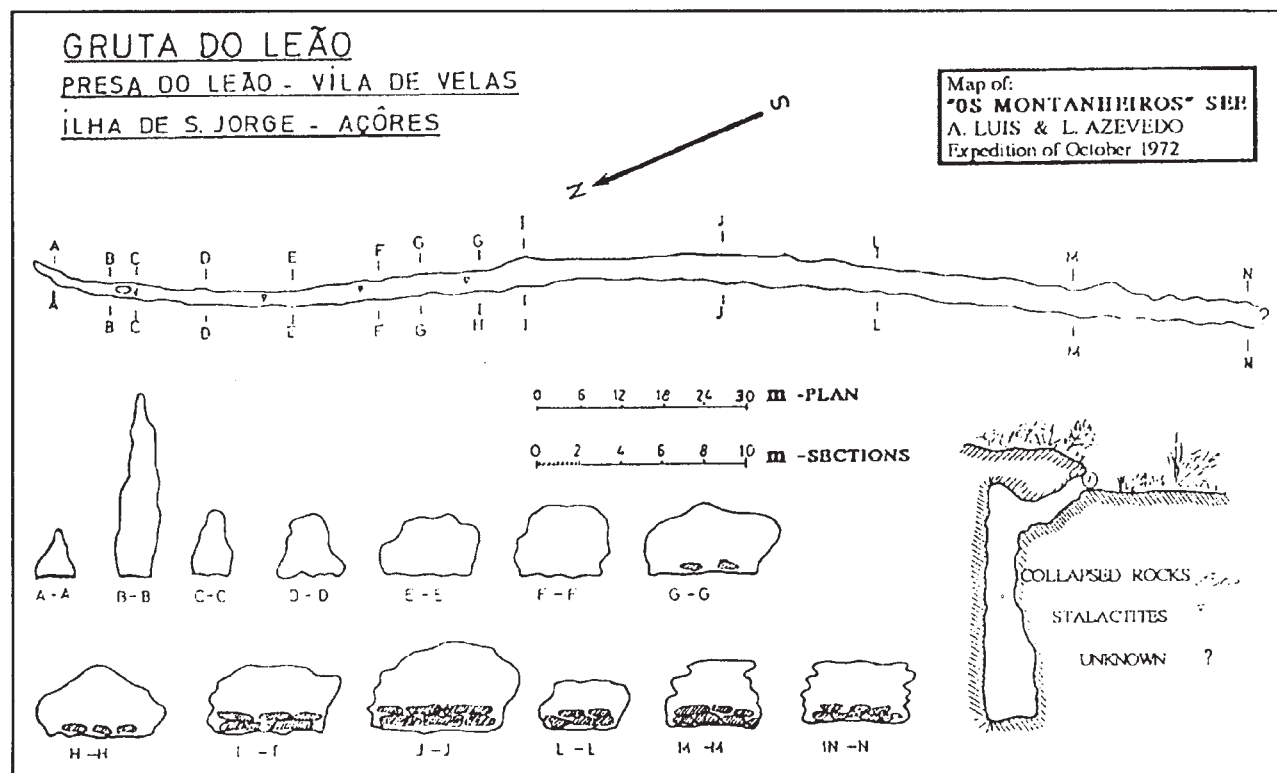 GRUTA DO LEÃO
PRESA DO LEÃO - VILA DE VELAS
ILHA DE S. JORGE - AÇÔRES
Map of:
"OS MONTANHEIROS" SEE
A. LUIS & L. AZEVEDO
Expedition of October 1972
S
N
A B C D E F G G I J L M N
A B C D E F G H I J L M N
?
0 6 12 18 24 30 m -PLAN
0 2 4 6 8 10 m -SECTIONS
A-A B-B C-C D-D E-E F-F G-G
COLLAPSED ROCKS
STALACTITES
UNKNOWN ?
H-H I-I J-J L-L M-M N-N